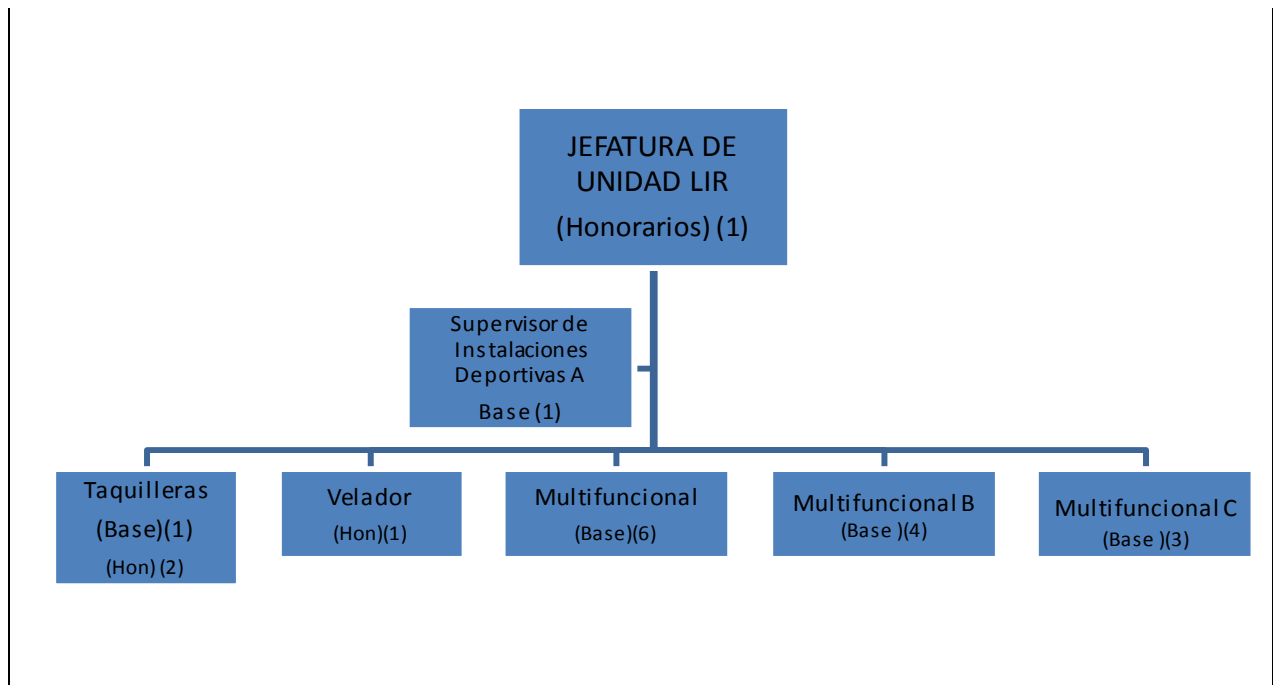 JEFATURA DE
UNIDAD LIR
(Honorarios) (1)
Supervisor de
Instalaciones
Deportivas A
Base (1)
Taquilleras
(Base)(1)
(Hon) (2)
Velador
(Hon)(1)
Multifuncional
(Base)(6)
Multifuncional B
(Base )(4)
Multifuncional C
(Base )(3)